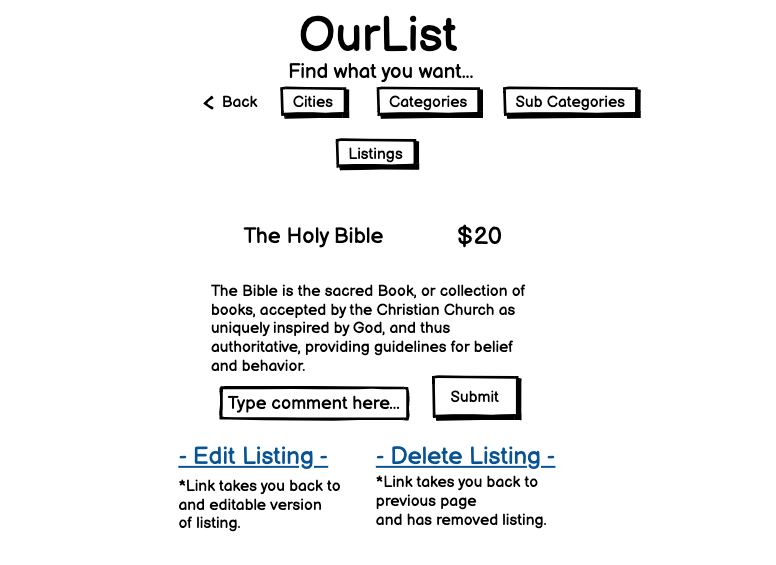 OurList
Find what you want...
< Back Cities Categories Sub Categories
Listings
The Holy Bible $20
The Bible is the sacred Book, or collection of
books, accepted by the Christian Church as
uniquely inspired by God, and thus
authoritative, providing guidelines for belief
and behavior.
Type comment here... Submit
- Edit Listing -
*Link takes you back to
and editable version
of listing.
- Delete Listing -
*Link takes you back to
previous page
and has removed listing.